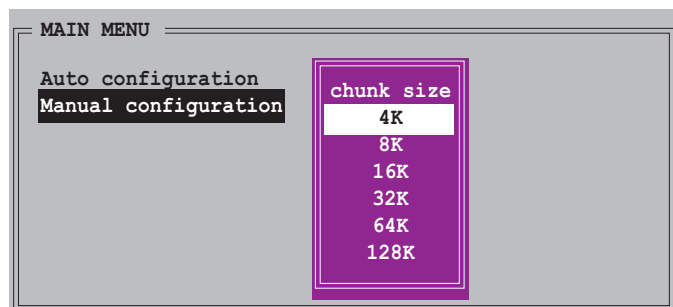 MAIN MENU
Auto configuration
Manual configuration
chunk size
4K
8K
16K
32K
64K
128K